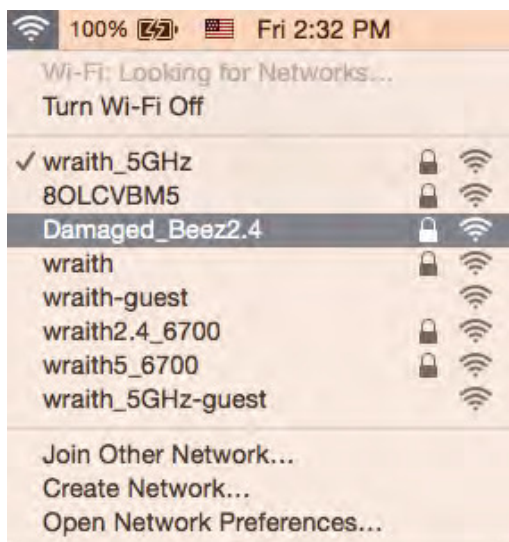 100% Fri 2:32 PM
Wi-Fi: Looking for Networks...
Turn Wi-Fi Off
wraith_5GHz
8OLCVBM5
Damaged_Beez2.4
wraith
wraith-guest
wraith2.4_6700
wraith5_6700
wraith_5GHz-guest
Join Other Network...
Create Network...
Open Network Preferences...